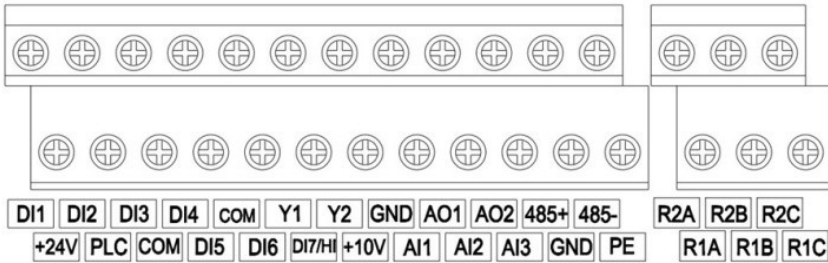 DI1 DI2 DI3 DI4 COM Y1 Y2 GND AO1 AO2 485+ 485- R2A R2B R2C
+24V PLC COM DI5 DI6 DI7/HI +10V AI1 AI2 AI3 GND PE R1A R1B R1C